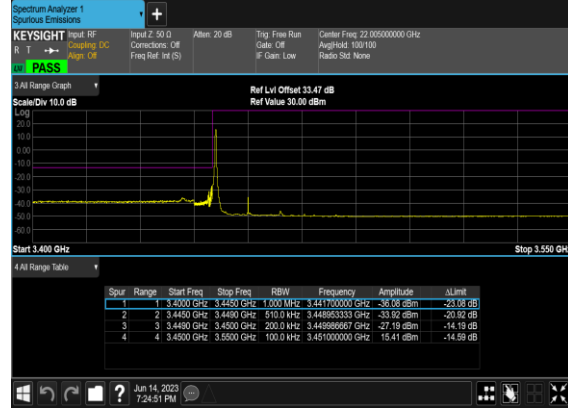 Spectrum Analyzer 1
Spurious Emissions
KEYSIGHT Input: RF Input Z: 50 Ω Atten: 20 dB Trig: Free Run Center Freq: 22.005000000 GHz
R T Coupling: DC Corrections: Off Gate: Off Avg|Hold: 100/100
Align: Off Freq Ref: Int (S) IF Gain: Low Radio Std: None
PASS
3 All Range Graph Ref Lvl Offset 33.47 dB
Scale/Div 10.0 dB Ref Value 30.00 dBm
Log
20.0
10.0
0.00
-10.0
-20.0
-30.0
-40.0
-50.0
-60.0
Start 3.400 GHz Stop 3.550 GHz
4 All Range Table
Spur Range Start Freq Stop Freq RBW Frequency Amplitude ΔLimit
1 1 3.4000 GHz 3.4450 GHz 1.000 MHz 3.441700000 GHz -36.08 dBm -23.08 dB
2 2 3.4450 GHz 3.4490 GHz 510.0 kHz 3.448953333 GHz -33.92 dBm -20.92 dB
3 3 3.4490 GHz 3.4500 GHz 200.0 kHz 3.449986667 GHz -27.19 dBm -14.19 dB
4 4 3.4500 GHz 3.5500 GHz 100.0 kHz 3.451000000 GHz 15.41 dBm -14.59 dB
? Jun 14, 2023
7:24:51 PM